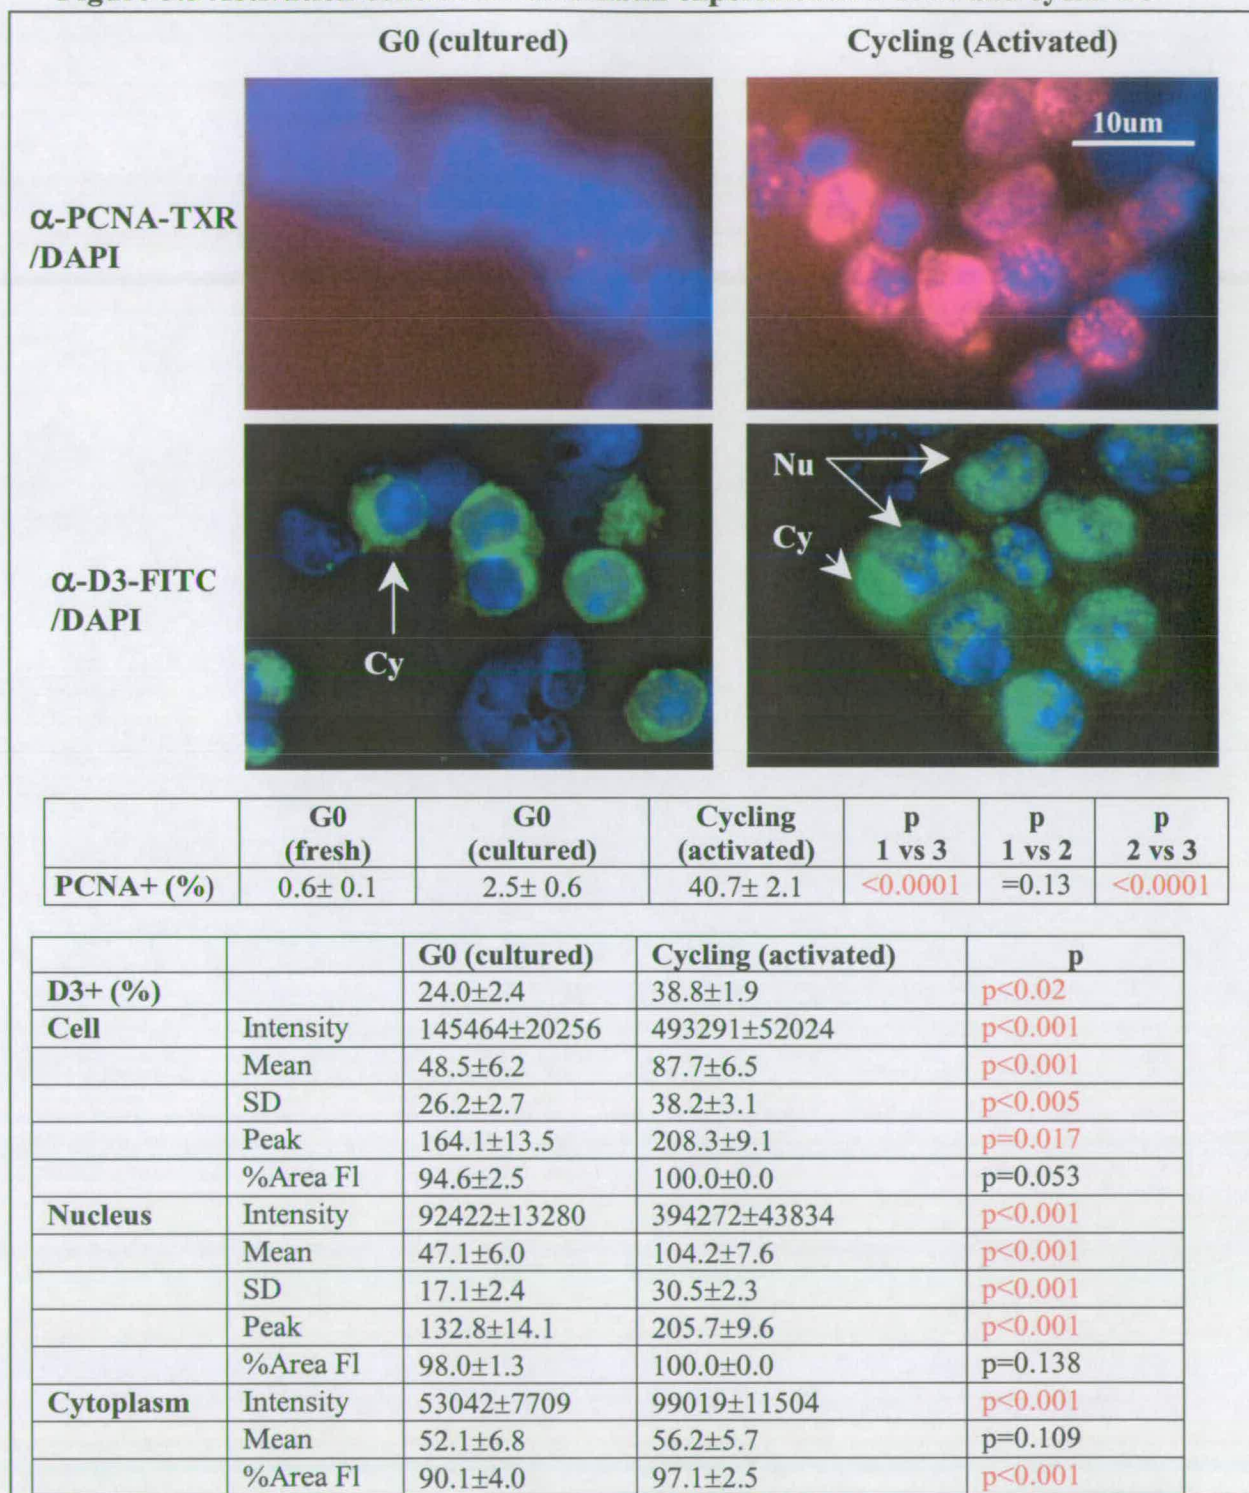 G0 (cultured) Cycling (Activated)
10um
α-PCNA-TXR
/DAPI
Nu
Cy
α-D3-FITC
/DAPI
Cy
G0 (fresh) G0 (cultured) Cycling (activated) p 1 vs 3 p 1 vs 2 p 2 vs 3
PCNA+ (%) 0.6± 0.1 2.5± 0.6 40.7± 2.1 <0.0001 =0.13 <0.0001
G0 (cultured) Cycling (activated) p
D3+ (%) 24.0±2.4 38.8±1.9 p<0.02
Cell Intensity 145464±20256 493291±52024 p<0.001
Mean 48.5±6.2 87.7±6.5 p<0.001
SD 26.2±2.7 38.2±3.1 p<0.005
Peak 164.1±13.5 208.3±9.1 p=0.017
%Area Fl 94.6±2.5 100.0±0.0 p=0.053
Nucleus Intensity 92422±13280 394272±43834 p<0.001
Mean 47.1±6.0 104.2±7.6 p<0.001
SD 17.1±2.4 30.5±2.3 p<0.001
Peak 132.8±14.1 205.7±9.6 p<0.001
%Area Fl 98.0±1.3 100.0±0.0 p=0.138
Cytoplasm Intensity 53042±7709 99019±11504 p<0.001
Mean 52.1±6.8 56.2±5.7 p=0.109
%Area Fl 90.1±4.0 97.1±2.5 p<0.001